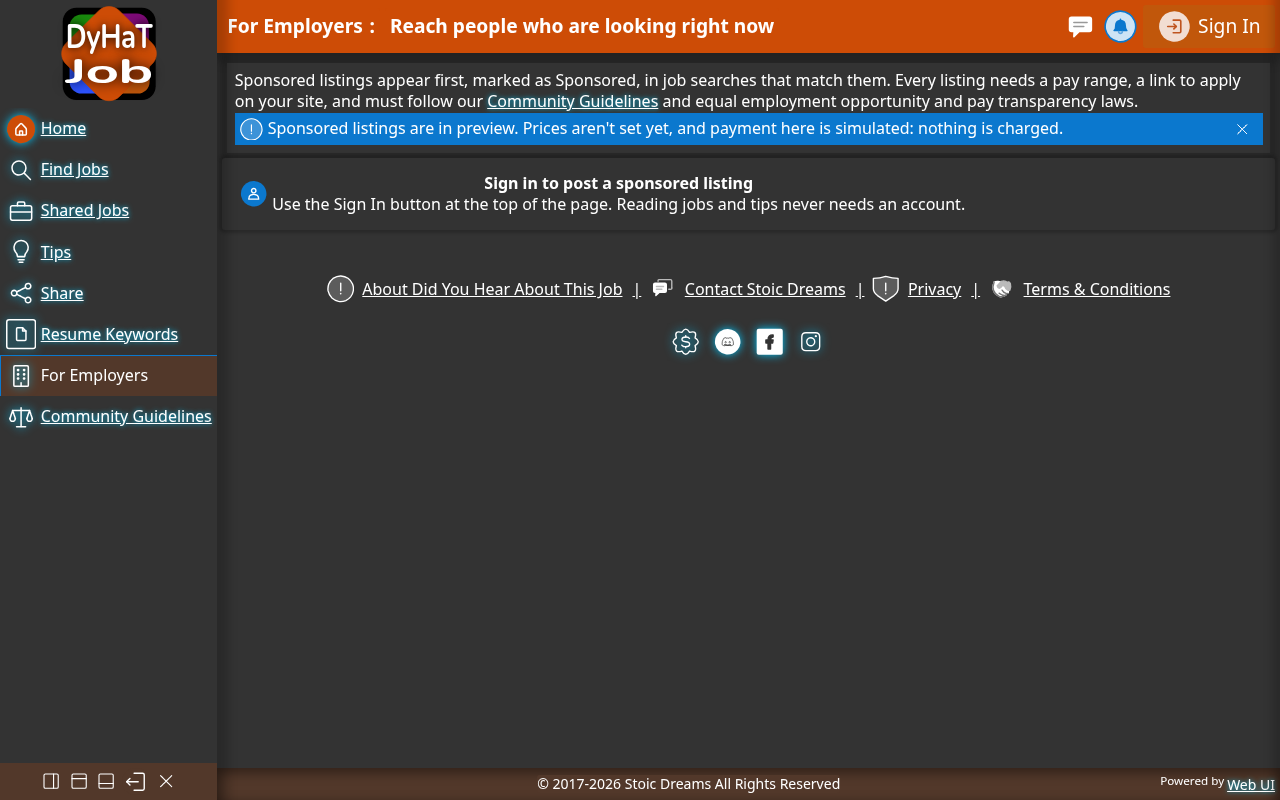 DyHaT
Job
For Employers : Reach people who are looking right now
Sign In
Home
Find Jobs
Shared Jobs
Tips
Share
Resume Keywords
For Employers
Community Guidelines
Sponsored listings appear first, marked as Sponsored, in job searches that match them. Every listing needs a pay range, a link to apply
on your site, and must follow our Community Guidelines and equal employment opportunity and pay transparency laws.
Sponsored listings are in preview. Prices aren't set yet, and payment here is simulated: nothing is charged.
Sign in to post a sponsored listing
Use the Sign In button at the top of the page. Reading jobs and tips never needs an account.
About Did You Hear About This Job | Contact Stoic Dreams | Privacy | Terms & Conditions
© 2017-2026 Stoic Dreams All Rights Reserved
Powered by Web UI